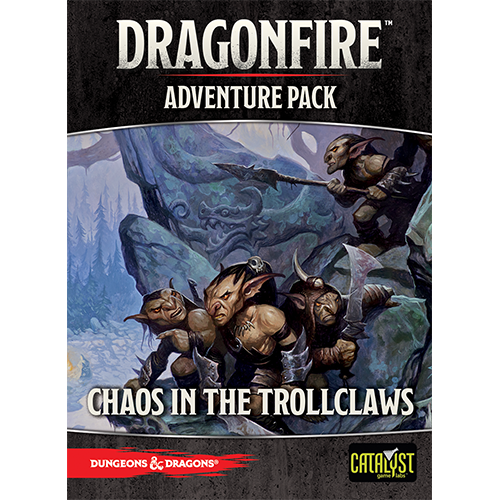 DRAGONFIRE™
ADVENTURE PACK
CHAOS IN THE TROLLCLAWS
DUNGEONS & DRAGONS®
CATALYST
game labs